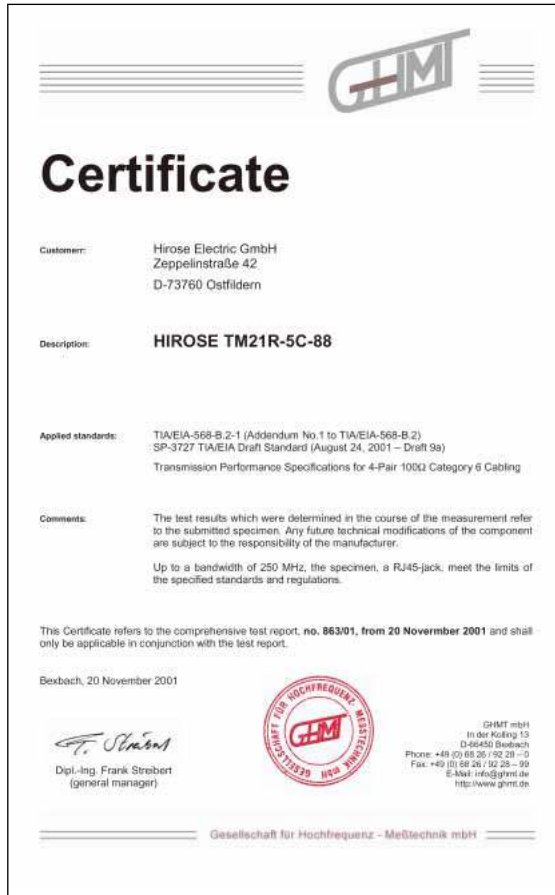 GHMT
Certificate
Customerr:
Hirose Electric GmbH
Zeppelinstraße 42
D-73760 Ostfildern
Description:
HIROSE TM21R-5C-88
Applied standards:
TIA/EIA-568-B.2-1 (Addendum No.1 to TIA/EIA-568-B.2)
SP-3727 TIA/EIA Draft Standard (August 24, 2001 – Draft 9a)
Transmission Performance Specifications for 4-Pair 100Ω Category 6 Cabling
Comments:
The test results which were determined in the course of the measurement refer
to the submitted specimen. Any future technical modifications of the component
are subject to the responsibility of the manufacturer.
Up to a bandwidth of 250 MHz, the specimen, a RJ45-jack, meet the limits of
the specified standards and regulations.
This Certificate refers to the comprehensive test report, no. 863/01, from 20 Novermber 2001 and shall
only be applicable in conjunction with the test report.
Bexbach, 20 November 2001
F. Streibert
Dipl.-Ing. Frank Streibert
(general manager)
GESELLSCHAFT FÜR HOCHFREQUENZ- MESSTECHNIK mbH
GHMT
GHMT mbH
In der Kolling 13
D-66450 Bexbach
Phone: +49 (0) 68 26 / 92 28 – 0
Fax: +49 (0) 68 26 / 92 28 – 99
E-Mail: info@ghmt.de
http://www.ghmt.de
Gesellschaft für Hochfrequenz - Meßtechnik mbH